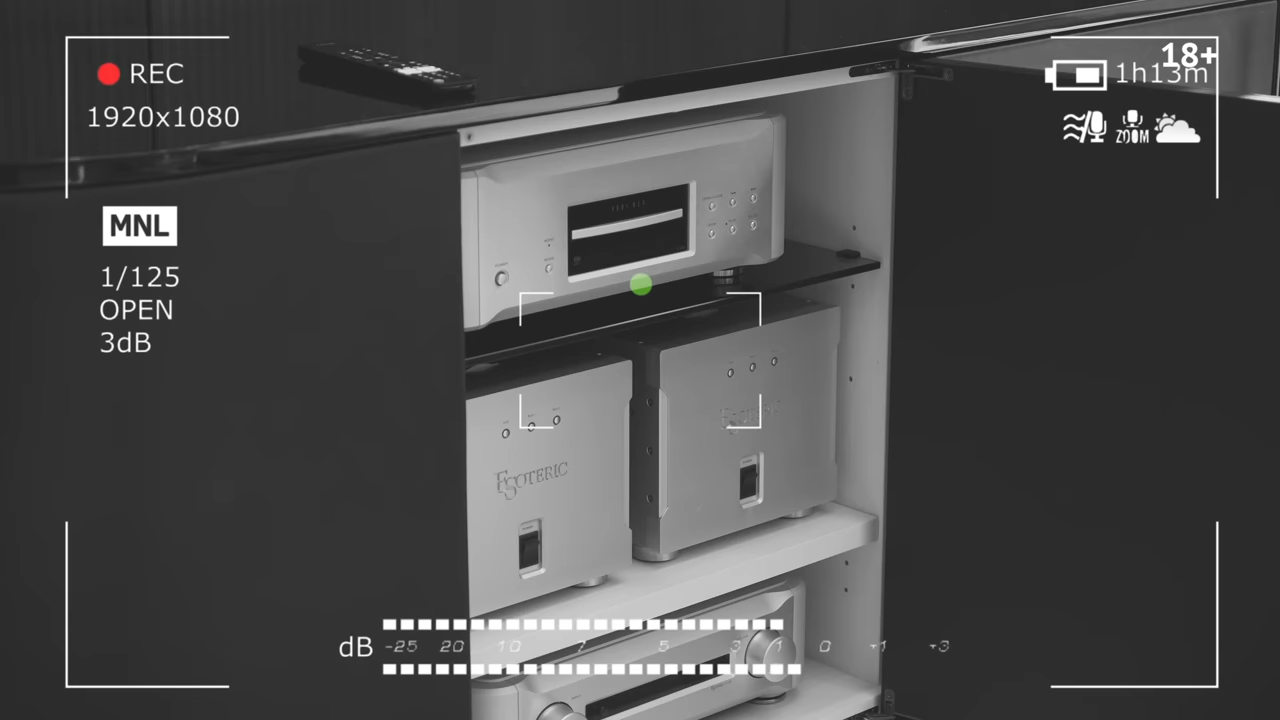 REC
18+
1h13m
1920x1080
ZOOM
MNL
1/125
OPEN
3dB
ESOTERIC
ESOTERIC
dB -25 20 10 7 5 3 1 0 +1 +3